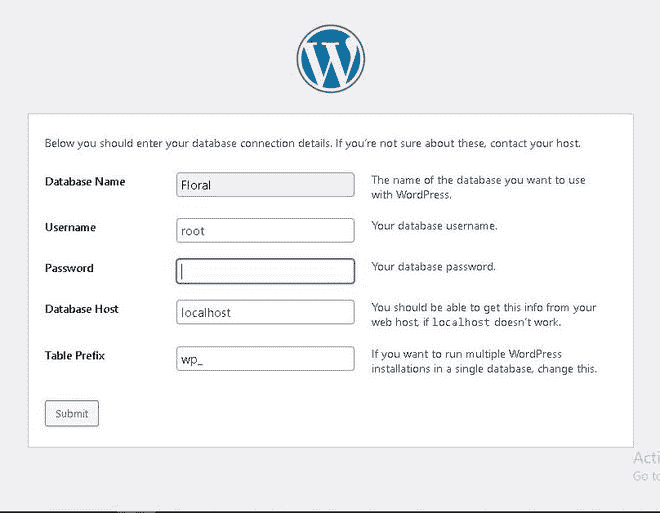 Below you should enter your database connection details. If you're not sure about these, contact your host.
Database Name
Floral
The name of the database you want to use
with WordPress.
Username
root
Your database username.
Password
Your database password.
Database Host
localhost
You should be able to get this info from your
web host, if localhost doesn't work.
Table Prefix
wp_
If you want to run multiple WordPress
installations in a single database, change this.
Submit
Acti
Go to